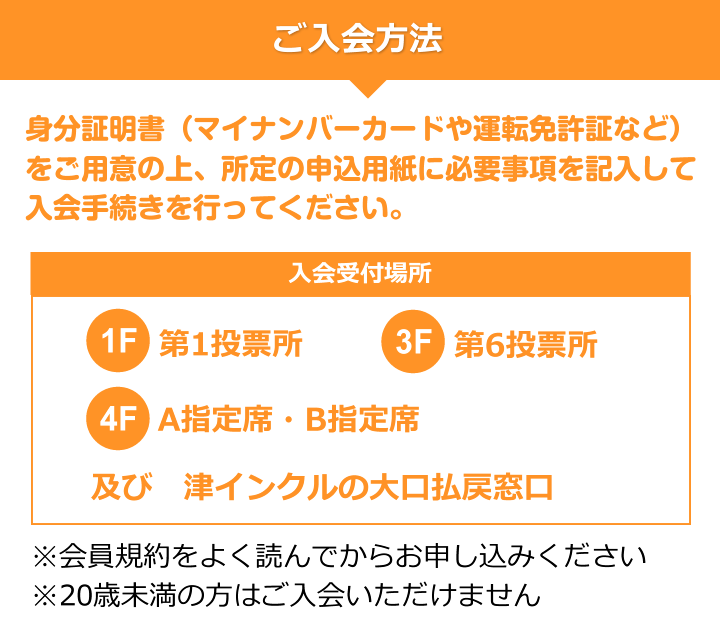 ご入会方法
身分証明書（マイナンバーカードや運転免許証など）
をご用意の上、所定の申込用紙に必要事項を記入して
入会手続きを行ってください。
入会受付場所
1F 第1投票所 3F 第6投票所
4F A指定席・B指定席
及び　津インクルの大口払戻窓口
※会員規約をよく読んでからお申し込みください
※20歳未満の方はご入会いただけません